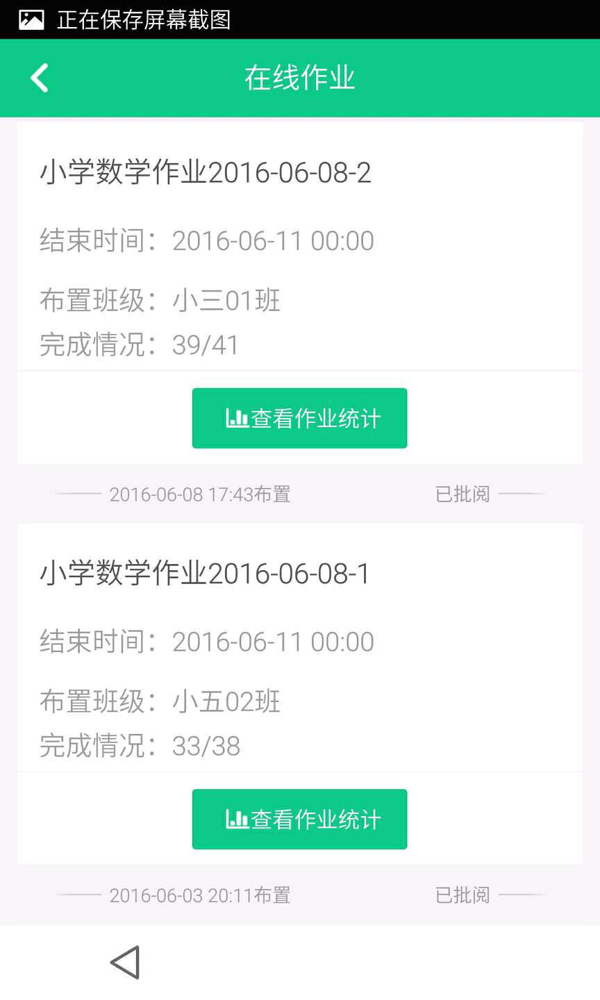 正在保存屏幕截图
在线作业
小学数学作业2016-06-08-2
结束时间：2016-06-11 00:00
布置班级：小三01班
完成情况：39/41
查看作业统计
2016-06-08 17:43布置 已批阅
小学数学作业2016-06-08-1
结束时间：2016-06-11 00:00
布置班级：小五02班
完成情况：33/38
查看作业统计
2016-06-03 20:11布置 已批阅